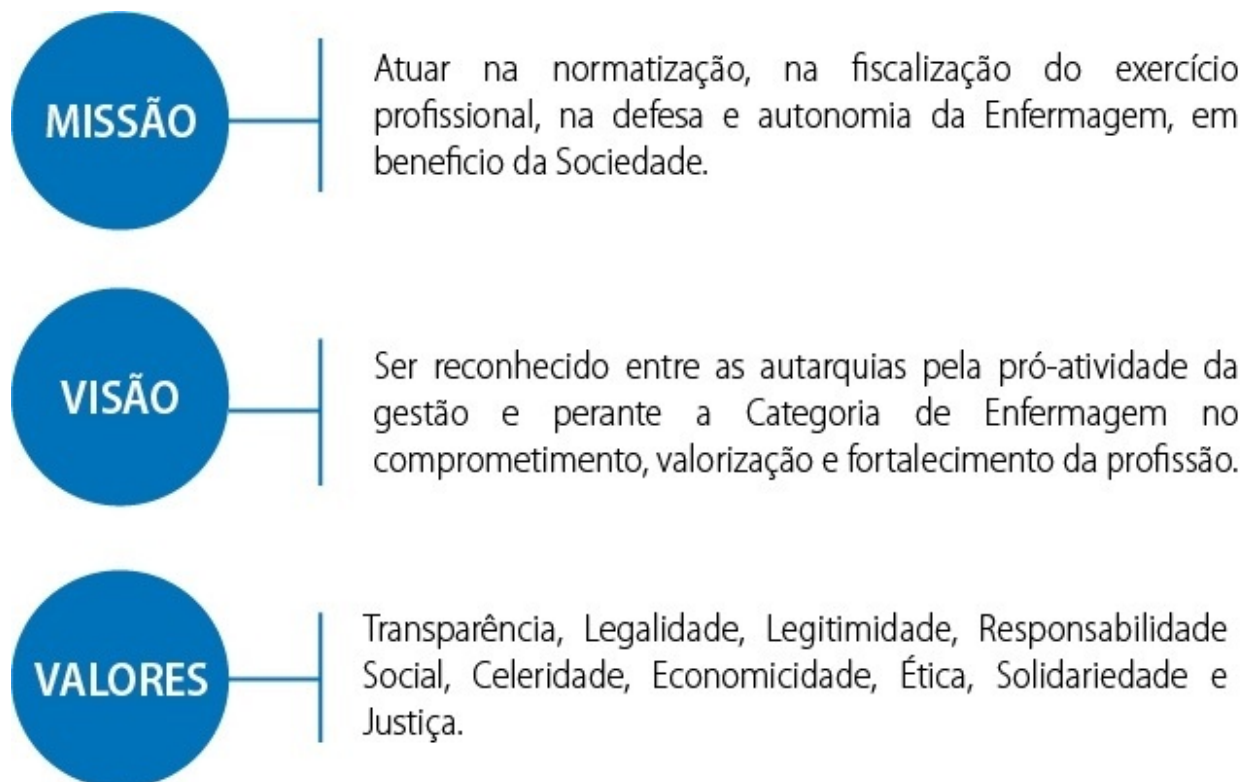 MISSÃO
Atuar na normatização, na fiscalização do exercício
profissional, na defesa e autonomia da Enfermagem, em
beneficio da Sociedade.
VISÃO
Ser reconhecido entre as autarquias pela pró-atividade da
gestão e perante a Categoria de Enfermagem no
comprometimento, valorização e fortalecimento da profissão.
VALORES
Transparência, Legalidade, Legitimidade, Responsabilidade
Social, Celeridade, Economicidade, Ética, Solidariedade e
Justiça.